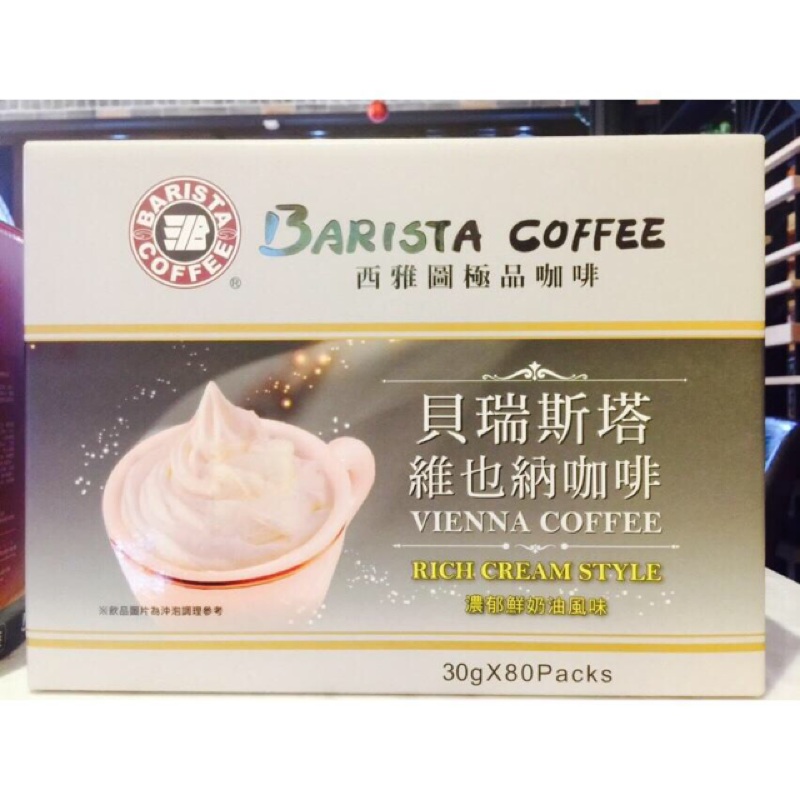 BARISTA
COFFEE
®
BARISTA COFFEE
西雅圖極品咖啡
貝瑞斯塔
維也納咖啡
VIENNA COFFEE
RICH CREAM STYLE
濃郁鮮奶油風味
※飲品圖片為沖泡調理參考
30gX80Packs